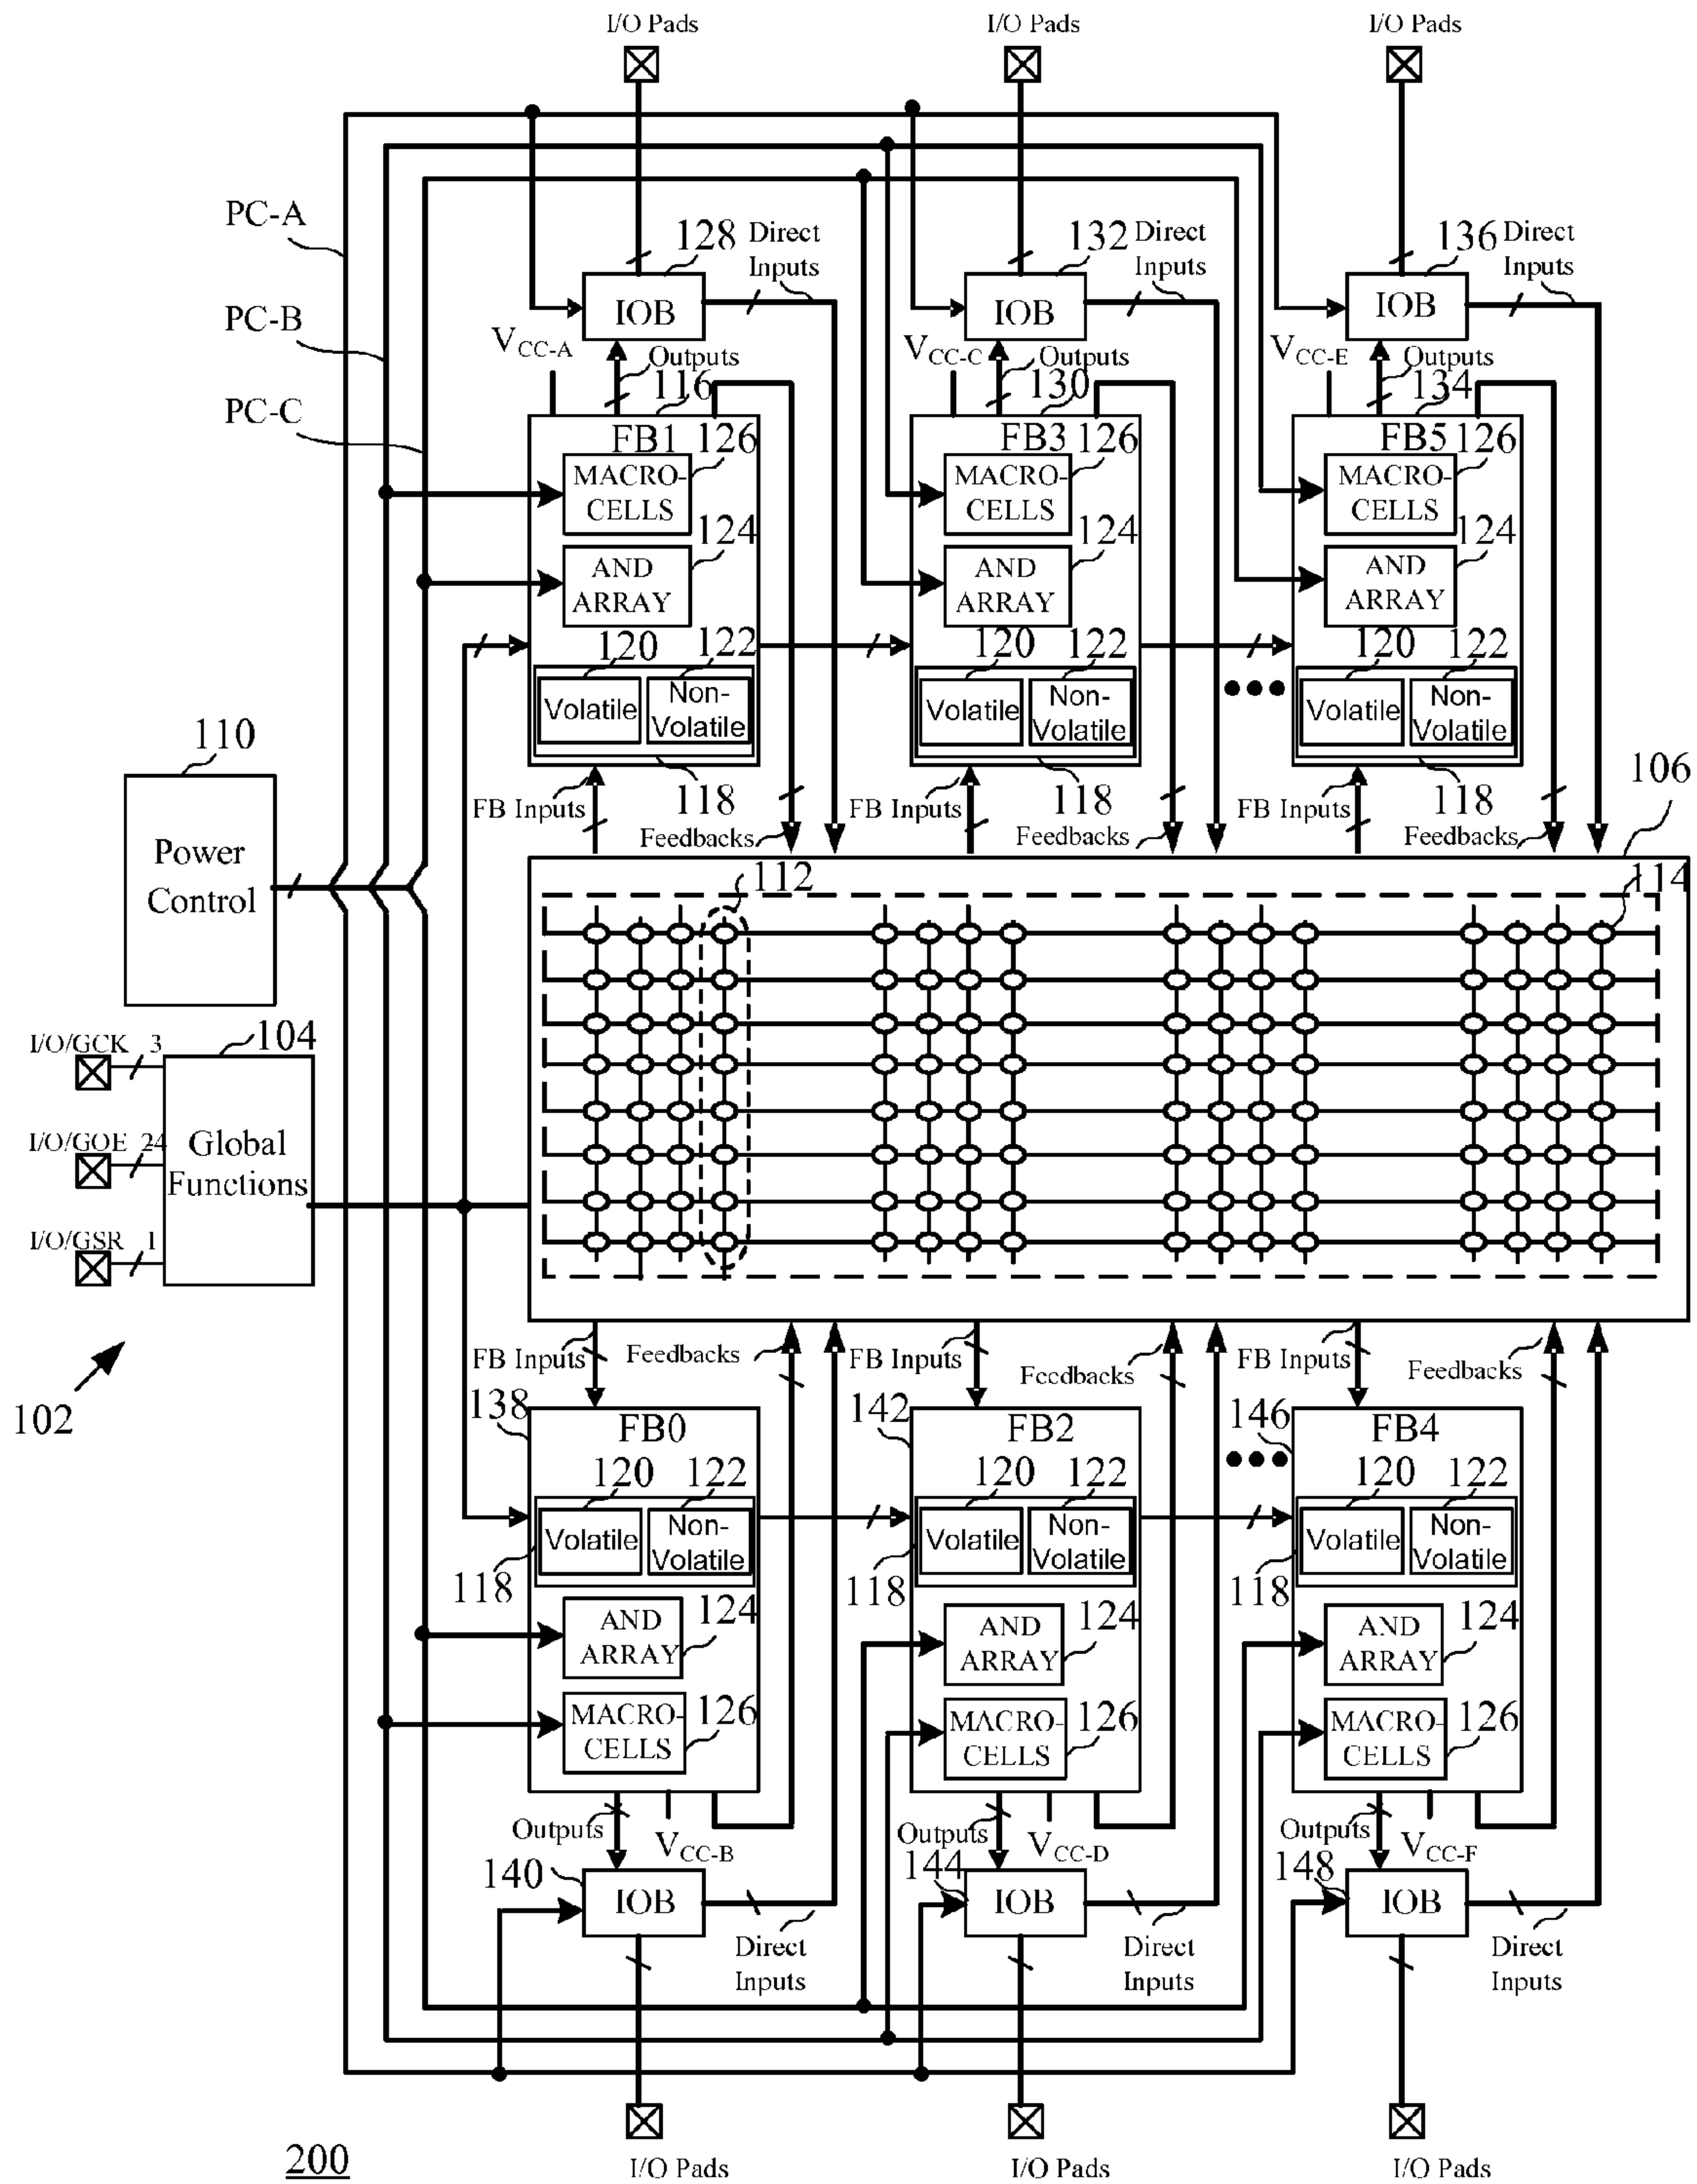 I/O Pads I/O Pads I/O Pads
PC-A
128 Direct Inputs 132 Direct Inputs 136 Direct Inputs
IOB IOB IOB
PC-B
VCC-A Outputs VCC-C Outputs VCC-E Outputs
116 130 134
PC-C
FB1 126 FB3 126 FB5 126
MACRO- MACRO- MACRO-
CELLS CELLS CELLS
124 124 124
AND AND AND
ARRAY ARRAY ARRAY
120 122 120 122 120 122
Volatile Non- Volatile Non- Volatile Non-
Volatile Volatile Volatile
110
106
FB Inputs 118 FB Inputs 118 FB Inputs 118
Feedbacks Feedbacks Feedbacks
Power
Control
112 114
I/O/GCK 3 104
I/O/GOE 24
Global
Functions
I/O/GSR 1
102
FB Inputs Feedbacks FB Inputs Feedbacks FB Inputs Feedbacks
138 FB0 142 FB2 146 FB4
120 122 120 122 120 122
Volatile Non- Volatile Non- Volatile Non-
Volatile Volatile Volatile
118 118 118
124 124 124
AND AND AND
ARRAY ARRAY ARRAY
126 126 126
MACRO- MACRO- MACRO-
CELLS CELLS CELLS
Outputs VCC-B Outputs VCC-D Outputs VCC-F
140 144 148
IOB IOB IOB
Direct Direct Direct
Inputs Inputs Inputs
200
I/O Pads I/O Pads I/O Pads